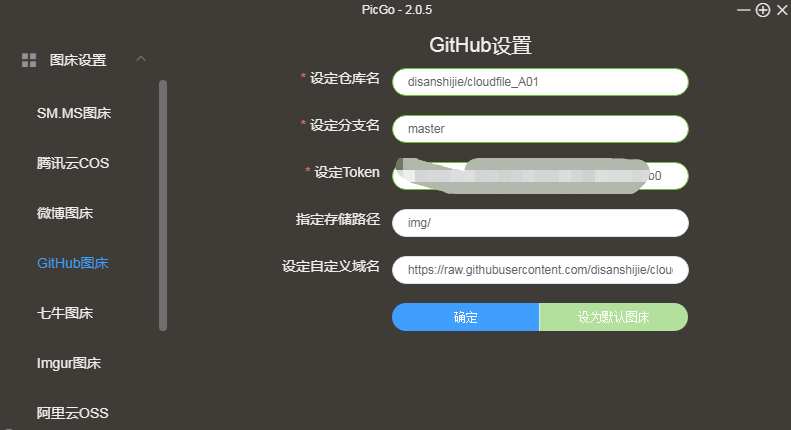 PicGo - 2.0.5
图床设置
SM.MS图床
腾讯云COS
微博图床
GitHub图床
七牛图床
Imgur图床
阿里云OSS
GitHub设置
* 设定仓库名
disanshijie/cloudfile_A01
* 设定分支名
master
* 设定Token
b0
指定存储路径
img/
设定自定义域名
https://raw.githubusercontent.com/disanshijie/clou
确定
设为默认图床